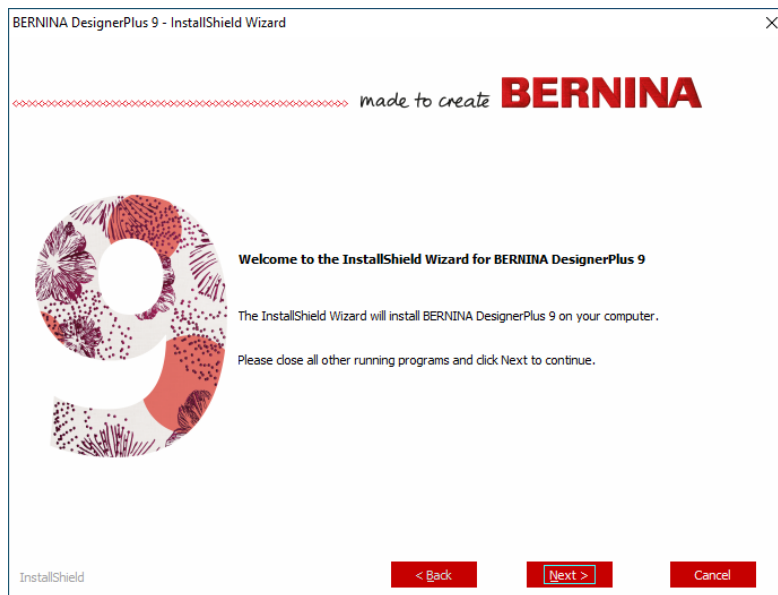 BERNINA DesignerPlus 9 - InstallShield Wizard
made to create BERNINA
9
Welcome to the InstallShield Wizard for BERNINA DesignerPlus 9
The InstallShield Wizard will install BERNINA DesignerPlus 9 on your computer.
Please close all other running programs and click Next to continue.
InstallShield
< Back Next > Cancel